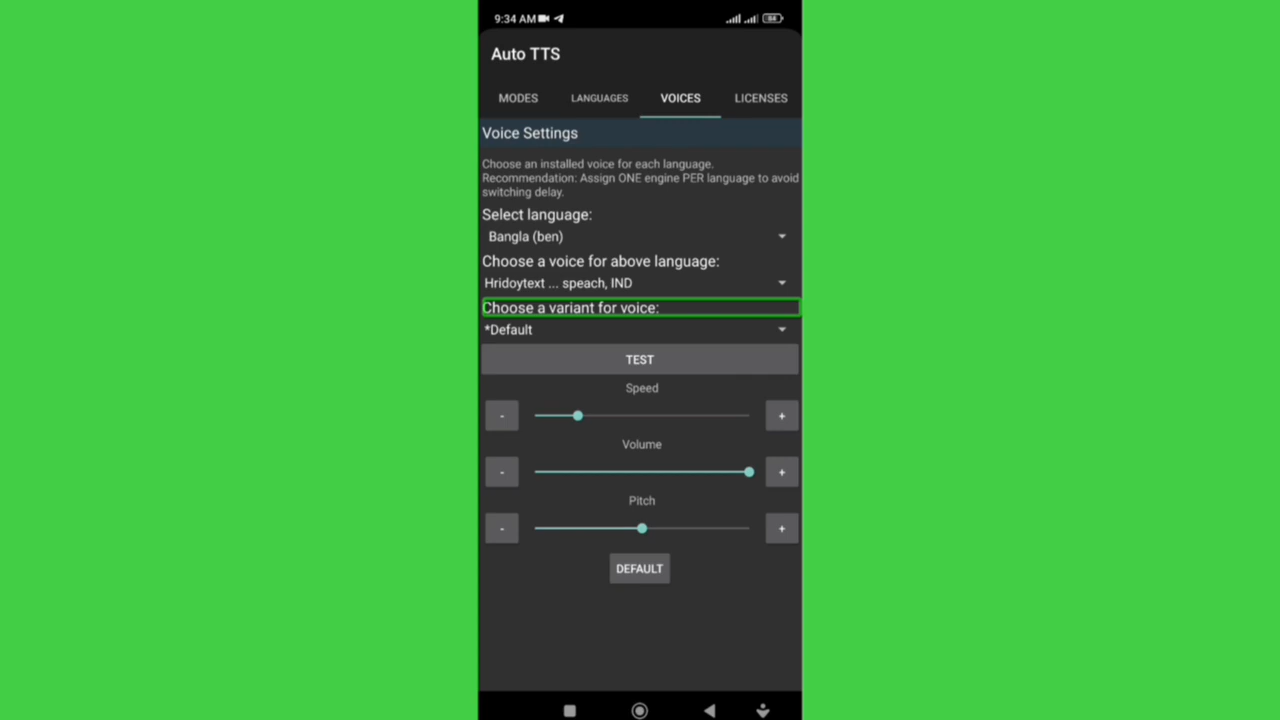 9:34 AM
84
Auto TTS
MODES LANGUAGES VOICES LICENSES
Voice Settings
Choose an installed voice for each language.
Recommendation: Assign ONE engine PER language to avoid
switching delay.
Select language:
Bangla (ben)
Choose a voice for above language:
Hridoytext ... speach, IND
Choose a variant for voice:
*Default
TEST
Speed
- +
Volume
- +
Pitch
- +
DEFAULT